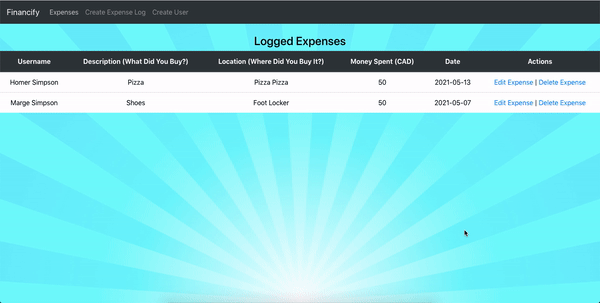 Financify Expenses Create Expense Log Create User
Logged Expenses
Username Description (What Did You Buy?) Location (Where Did You Buy It?) Money Spent (CAD) Date Actions
Homer Simpson Pizza Pizza Pizza 50 2021-05-13 Edit Expense | Delete Expense
Marge Simpson Shoes Foot Locker 50 2021-05-07 Edit Expense | Delete Expense